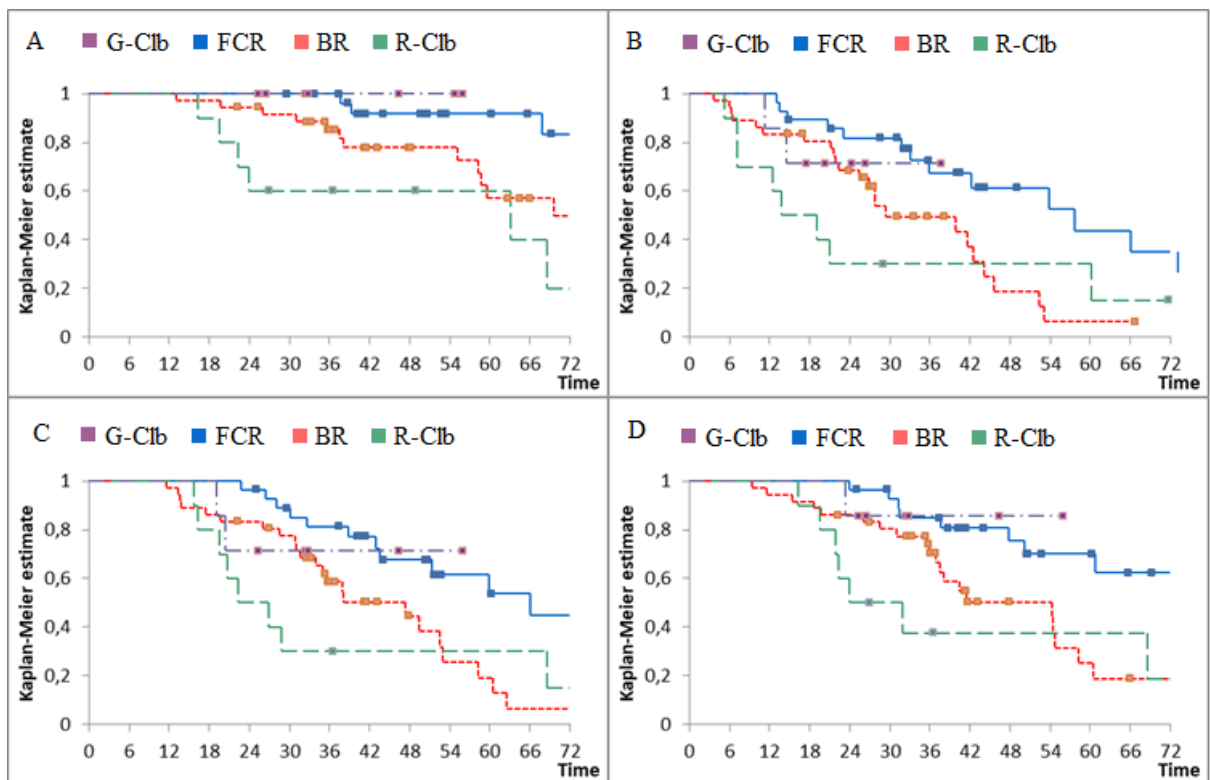 A G-Clb FCR BR R-Clb
Kaplan-Meier estimate
1
0,8
0,6
0,4
0,2
0
0 6 12 18 24 30 36 42 48 54 60 66 72
Time
B G-Clb FCR BR R-Clb
Kaplan-Meier estimate
1
0,8
0,6
0,4
0,2
0
0 6 12 18 24 30 36 42 48 54 60 66 72
Time
C G-Clb FCR BR R-Clb
Kaplan-Meier estimate
1
0,8
0,6
0,4
0,2
0
0 6 12 18 24 30 36 42 48 54 60 66 72
Time
D G-Clb FCR BR R-Clb
Kaplan-Meier estimate
1
0,8
0,6
0,4
0,2
0
0 6 12 18 24 30 36 42 48 54 60 66 72
Time